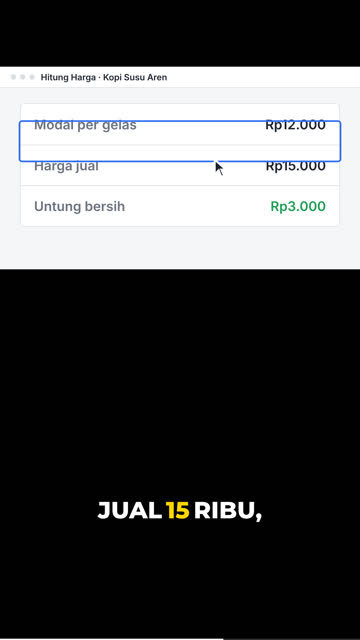 Hitung Harga · Kopi Susu Aren
Modal per gelas Rp12.000
Harga jual Rp15.000
Untung bersih Rp3.000
JUAL 15 RIBU,